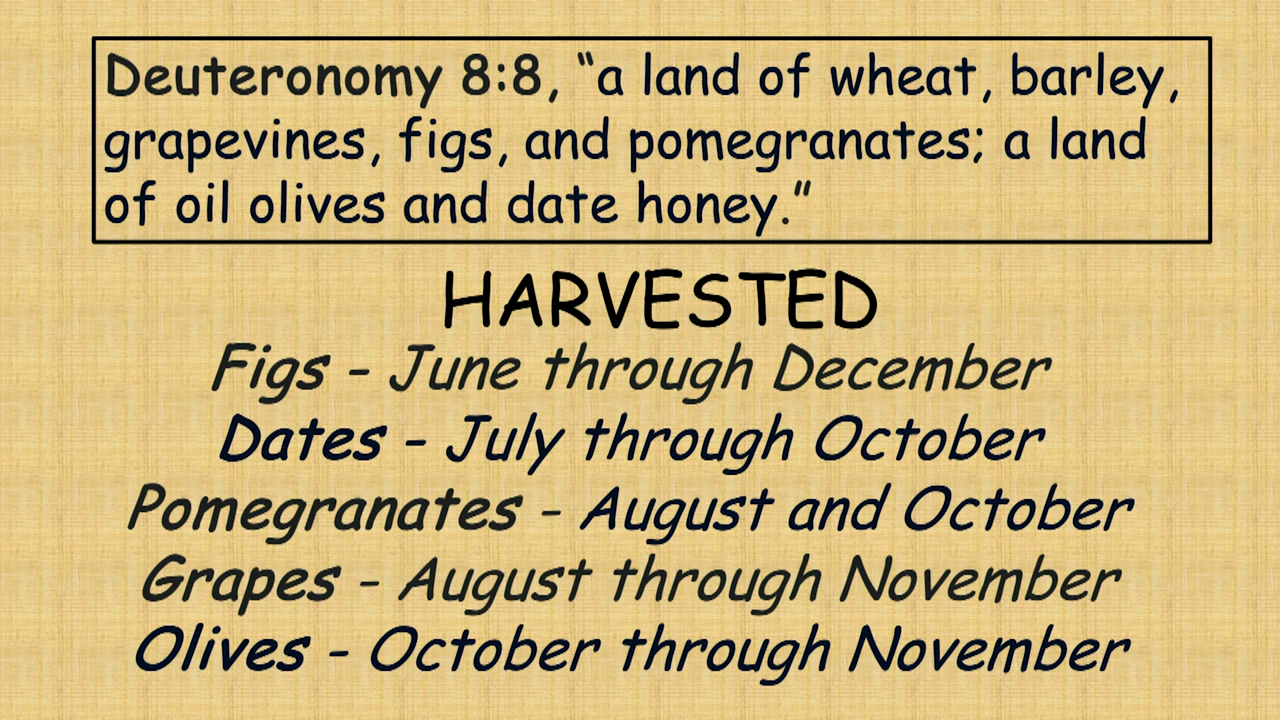 Deuteronomy 8:8, “a land of wheat, barley,
grapevines, figs, and pomegranates; a land
of oil olives and date honey.”
HARVESTED
Figs - June through December
Dates - July through October
Pomegranates - August and October
Grapes - August through November
Olives - October through November